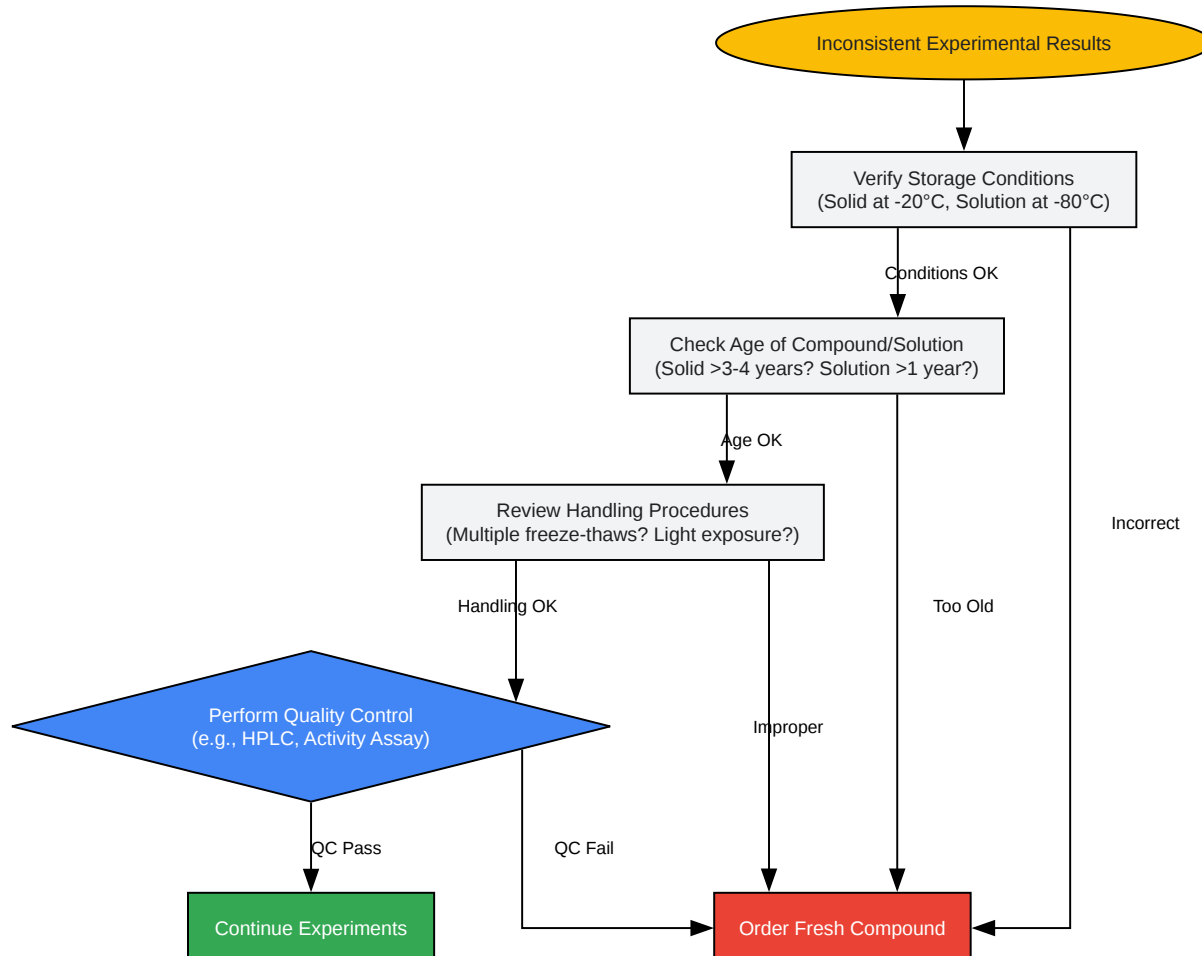 Inconsistent Experimental Results
Verify Storage Conditions
(Solid at -20°C, Solution at -80°C)
Conditions OK
Check Age of Compound/Solution
(Solid >3-4 years? Solution >1 year?)
Age OK
Review Handling Procedures
(Multiple freeze-thaws? Light exposure?)
Incorrect
Handling OK
Too Old
Perform Quality Control
(e.g., HPLC, Activity Assay)
Improper
QC Pass
QC Fail
Continue Experiments
Order Fresh Compound